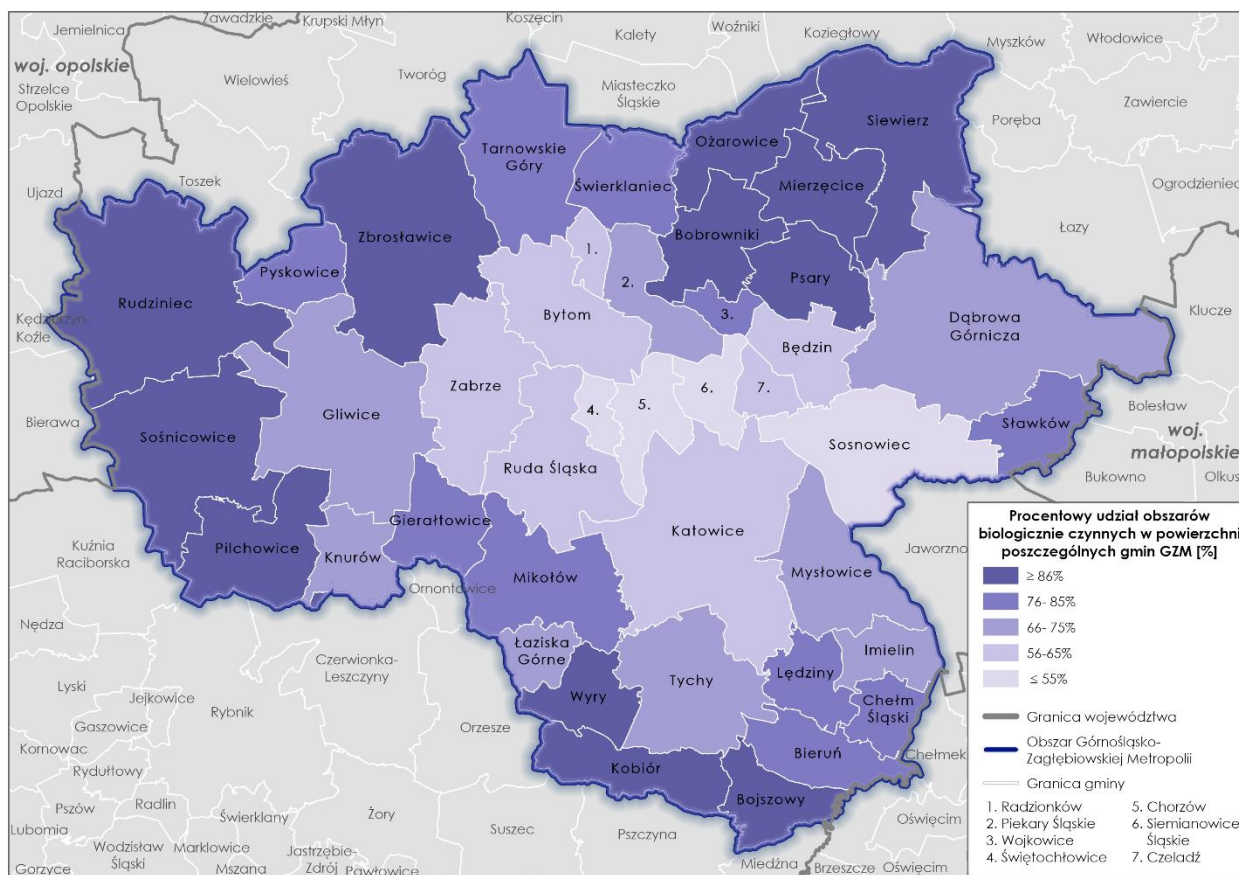 Jemielnica
Zawadzkie
Krupski Młyn
Koszęcin
Kalety
Woźniki
Koziegłowy
Myszków
Włodowice
woj. opolskie
Strzelce
Opolskie
Wielowieś
Tworóg
Miasteczko
Śląskie
Siewierz
Poręba
Zawiercie
Ożarowice
Tarnowskie
Góry
Mierzęcice
Ujazd
Toszek
Świerklaniec
Ogrodzieniec
Zbrosławice
Bobrowniki
Łazy
1.
Pyskowice
Psary
2.
Rudziniec
Kędzierzyn-
Koźle
Bytom
3.
Dąbrowa
Górnicza
Klucze
Będzin
Zabrze
6.
7.
Bierawa
Gliwice
4.
5.
Bolesław
Sośnicowice
Sławków
woj.
małopolskie
Sosnowiec
Ruda Śląska
Bukowno
Olkusz
Gierałtowice
Katowice
Kuźnia
Raciborska
Pilchowice
Knurów
Jaworzno
Mikołów
Mysłowice
Ornontowice
Nędza
Łaziska
Górne
Imielin
Czerwionka-
Leszczyny
Lędziny
Lyski
Jejkowice
Wyry
Tychy
Chełm
Śląski
Gaszowice
Rybnik
Orzesze
Kornowac
Bieruń
Chełmek
Rydułtowy
Kobiór
Bojszowy
Pszów
Radlin
Świerklany
Żory
Lubomia
Suszec
Pszczyna
Oświęcim
Wodzisław
Śląski
Marklowice
Jastrzębie-
Zdrój
Miedźna
Gorzyce
Mszana
Pawłowice
Brzeszcze
Oświęcim
Procentowy udział obszarów
biologicznie czynnych w powierzchni
poszczególnych gmin GZM [%]
≥ 86%
76- 85%
66- 75%
56-65%
≤ 55%
Granica województwa
Obszar Górnośląsko-
Zagłębiowskiej Metropolii
Granica gminy
1. Radzionków
2. Piekary Śląskie
3. Wojkowice
4. Świętochłowice
5. Chorzów
6. Siemianowice
Śląskie
7. Czeladź